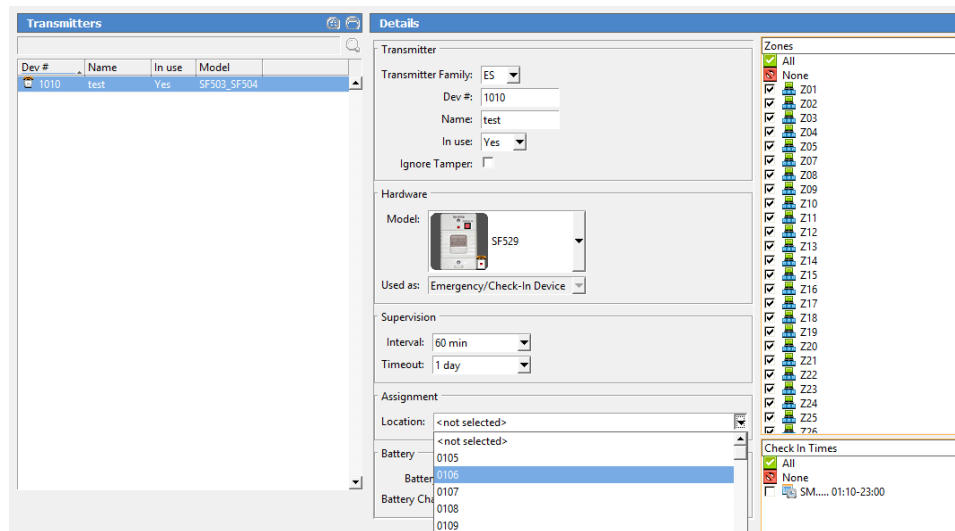 Transmitters
Dev # Name In use Model
1010 test Yes SF503_SF504
Details
Transmitter
Transmitter Family: ES
Dev #: 1010
Name: test
In use: Yes
Ignore Tamper:
Hardware
Model: SF529
Used as: Emergency/Check-In Device
Supervision
Interval: 60 min
Timeout: 1 day
Assignment
Location: <not selected>
<not selected>
0105
0106
0107
0108
0109
Battery
Batter
Battery Cha
Zones
All
None
Z01
Z02
Z03
Z04
Z05
Z07
Z08
Z09
Z10
Z11
Z12
Z13
Z14
Z15
Z16
Z17
Z18
Z19
Z20
Z21
Z22
Z23
Z24
Z25
Z26
Check In Times
All
None
SM..... 01:10-23:00